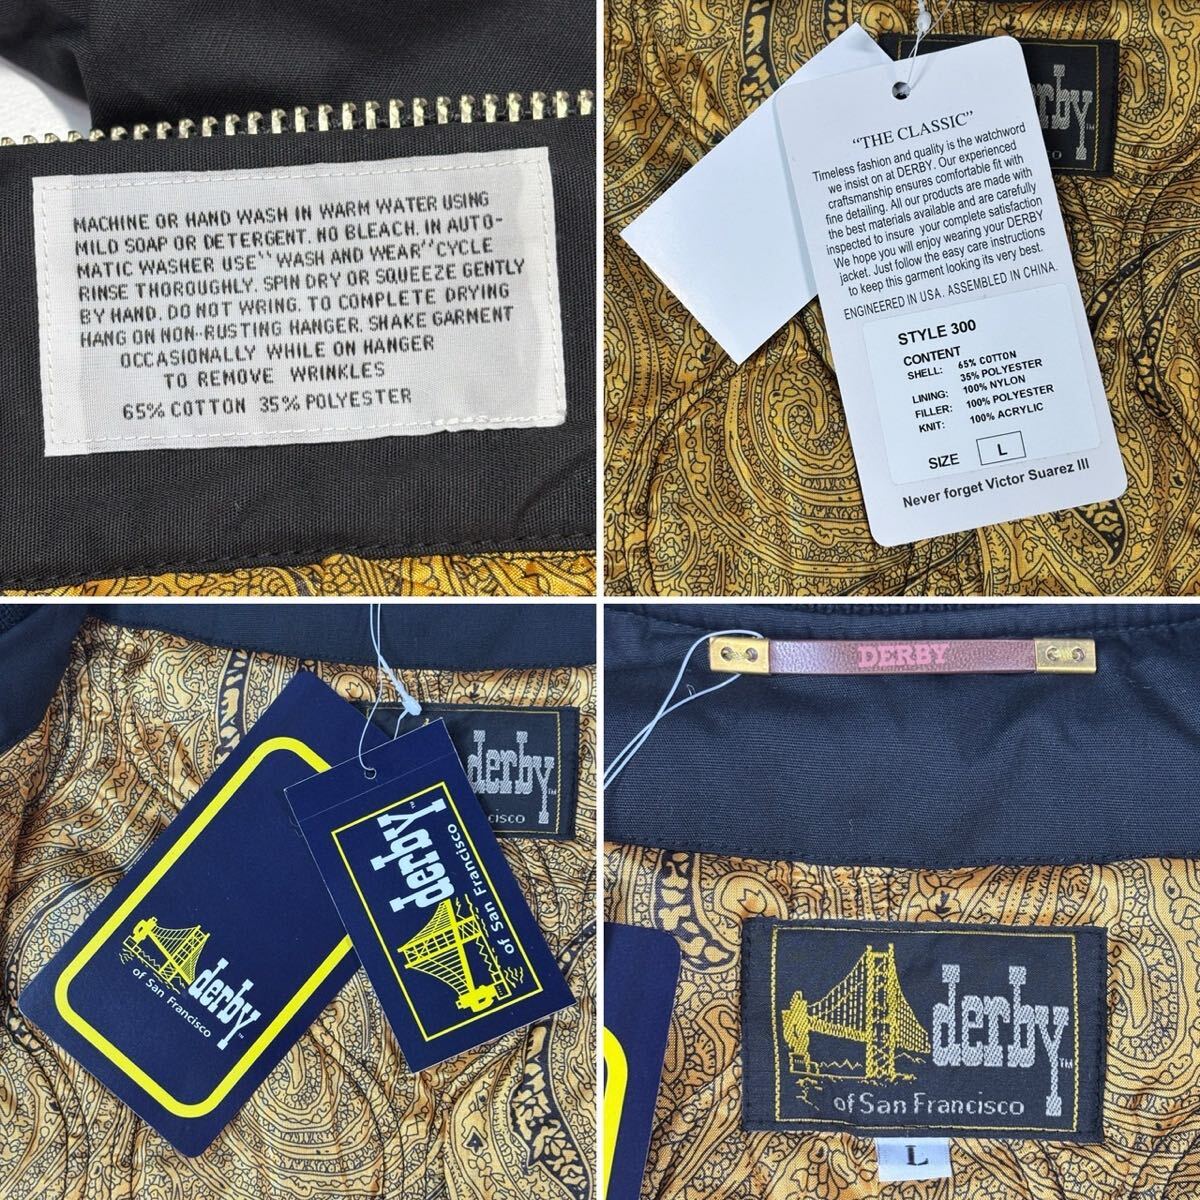 MACHINE OR HAND WASH IN WARM WATER USING
MILD SOAP OR DETERGENT. NO BLEACH. IN AUTO-
MATIC WASHER USE "WASH AND WEAR" CYCLE
RINSE THOROUGHLY. SPIN DRY OR SQUEEZE GENTLY
BY HAND. DO NOT WRING. TO COMPLETE DRYING
HANG ON NON-RUSTING HANGER. SHAKE GARMENT
OCCASIONALLY WHILE ON HANGER
TO REMOVE WRINKLES
65% COTTON 35% POLYESTER
derby™
"THE CLASSIC"
Timeless fashion and quality is the watchword
we insist on at DERBY. Our experienced
craftsmanship ensures comfortable fit with
fine detailing. All our products are made with
the best materials available and are carefully
inspected to insure your complete satisfaction
We hope you will enjoy wearing your DERBY
jacket. Just follow the easy care instructions
to keep this garment looking its very best.
ENGINEERED IN USA. ASSEMBLED IN CHINA.
STYLE 300
CONTENT
SHELL: 65% COTTON
35% POLYESTER
LINING: 100% NYLON
FILLER: 100% POLYESTER
KNIT: 100% ACRYLIC
SIZE L
Never forget Victor Suarez III
derby™
cisco
derby™
of San Francisco
derby™
of San Francisco
DERBY
derby™
of San Francisco
L